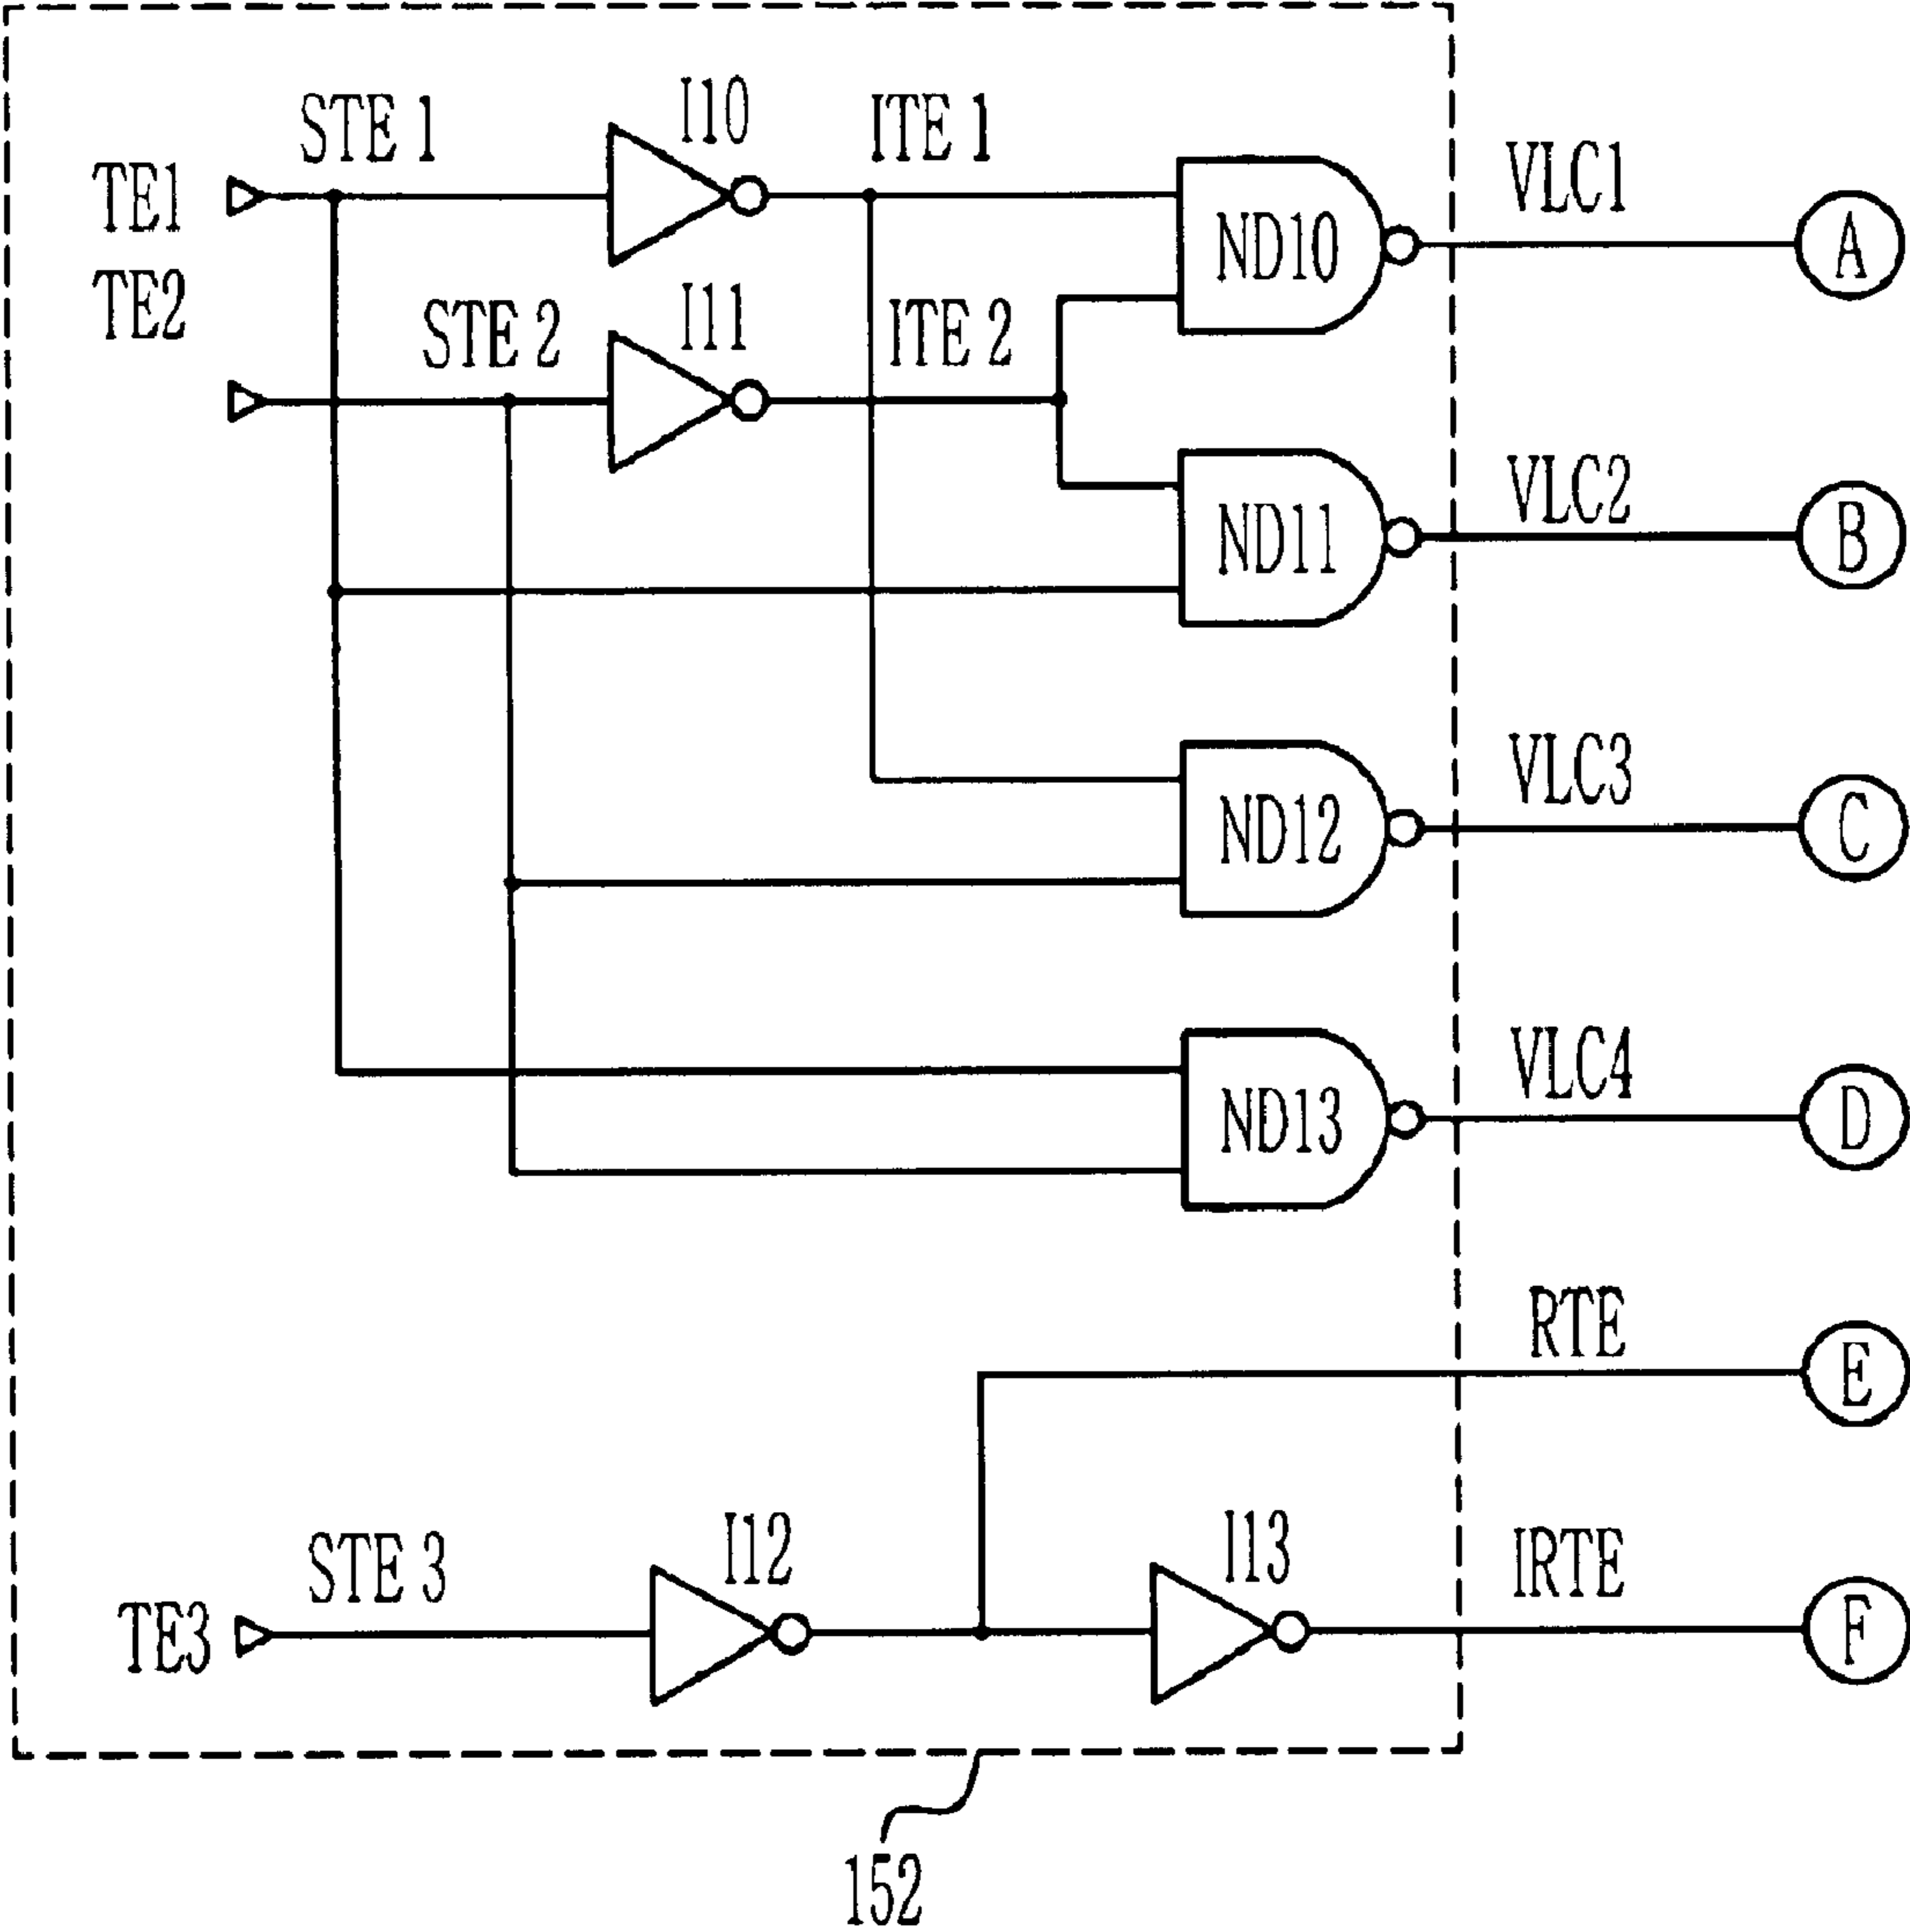 STE 1
I10
ITE 1
VLC1
TE1
ND10
A
TE2
STE 2
I11
ITE 2
VLC2
ND11
B
VLC3
ND12
C
VLC4
ND13
D
RTE
E
STE 3
I12
I13
IRTE
TE3
F
152